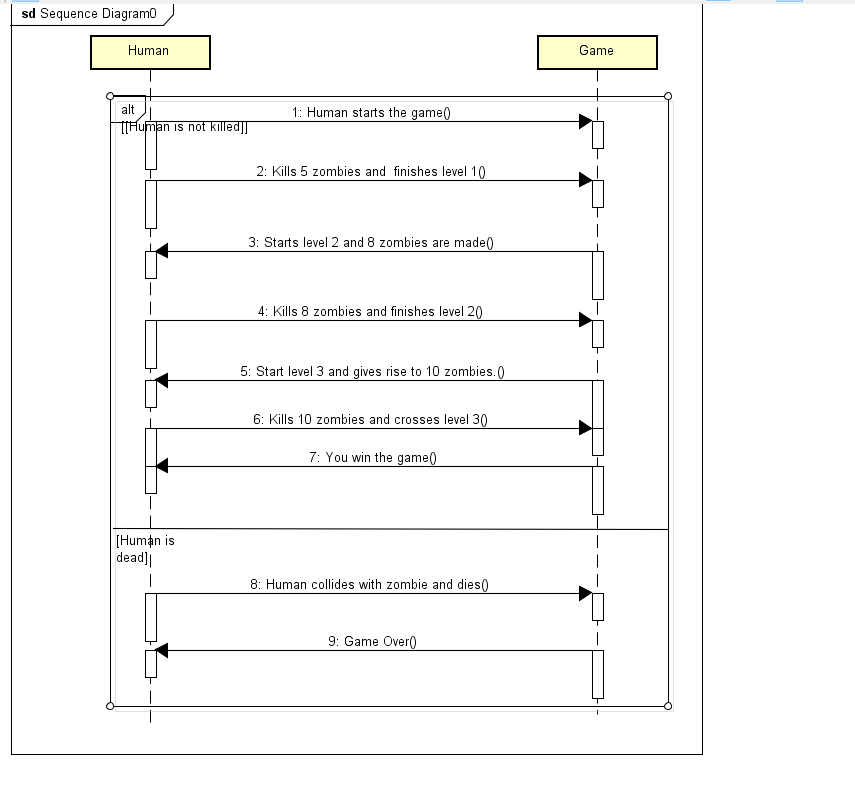 sd Sequence Diagram0
Human
Game
alt
1: Human starts the game()
[[Human is not killed]]
2: Kills 5 zombies and  finishes level 1()
3: Starts level 2 and 8 zombies are made()
4: Kills 8 zombies and finishes level 2()
5: Start level 3 and gives rise to 10 zombies.()
6: Kills 10 zombies and crosses level 3()
7: You win the game()
[Human is
dead]
8: Human collides with zombie and dies()
9: Game Over()